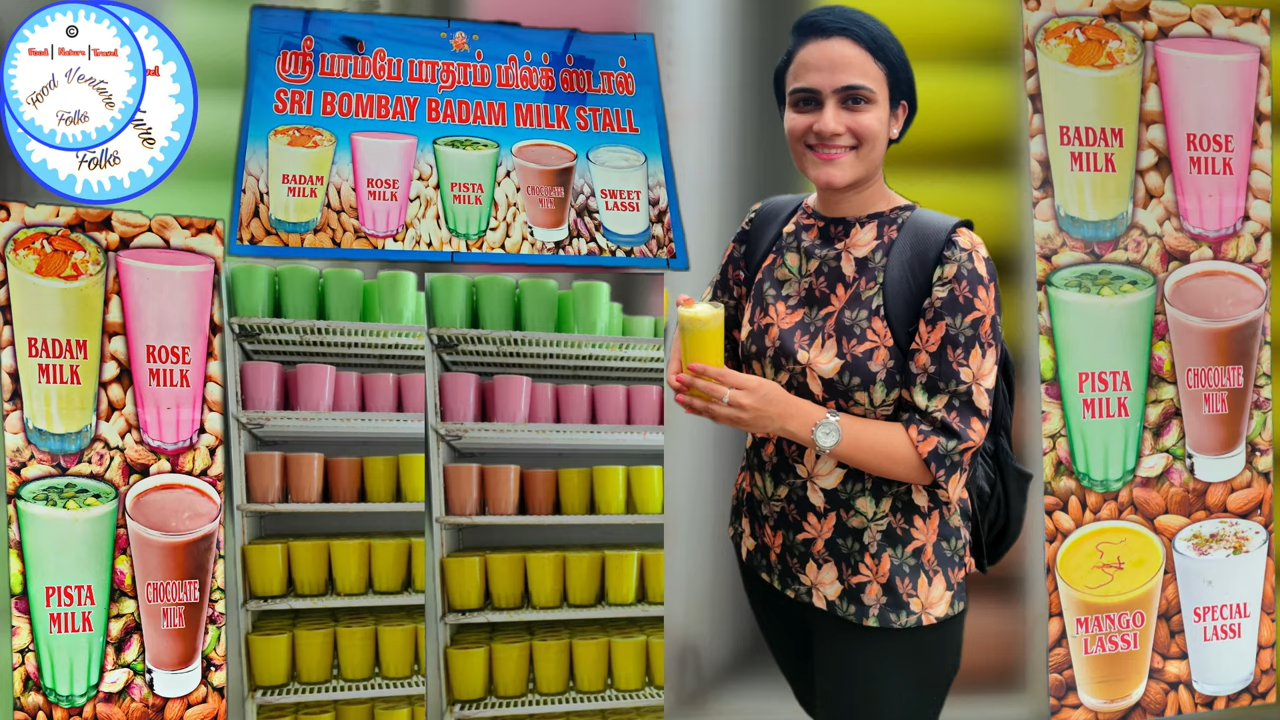 ©
Food | Nature | Travel
Food Venture
Folks
Folks
ஸ்ரீ பாம்பே பாதாம் மில்க் ஸ்டால்
SRI BOMBAY BADAM MILK STALL
BADAM
MILK
ROSE
MILK
PISTA
MILK
CHOCOLATE
MILK
SWEET
LASSI
BADAM
MILK
ROSE
MILK
PISTA
MILK
CHOCOLATE
MILK
BADAM
MILK
ROSE
MILK
PISTA
MILK
CHOCOLATE
MILK
MANGO
LASSI
SPECIAL
LASSI